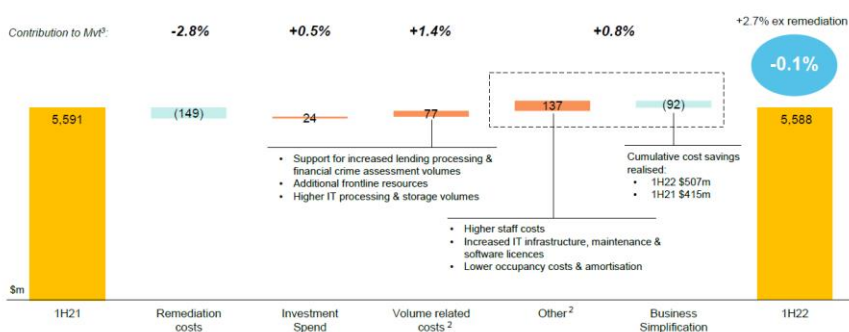 +2.7% ex remediation
Contribution to Mvt³: -2.8% +0.5% +1.4% +0.8%
-0.1%
5,591 (149) 24 77 137 (92) 5,588
• Support for increased lending processing &
financial crime assessment volumes
• Additional frontline resources
• Higher IT processing & storage volumes
Cumulative cost savings
realised:
• 1H22 $507m
• 1H21 $415m
• Higher staff costs
• Increased IT infrastructure, maintenance &
software licences
• Lower occupancy costs & amortisation
$m
1H21 Remediation Investment Volume related Other ² Business 1H22
costs Spend costs ² Simplification